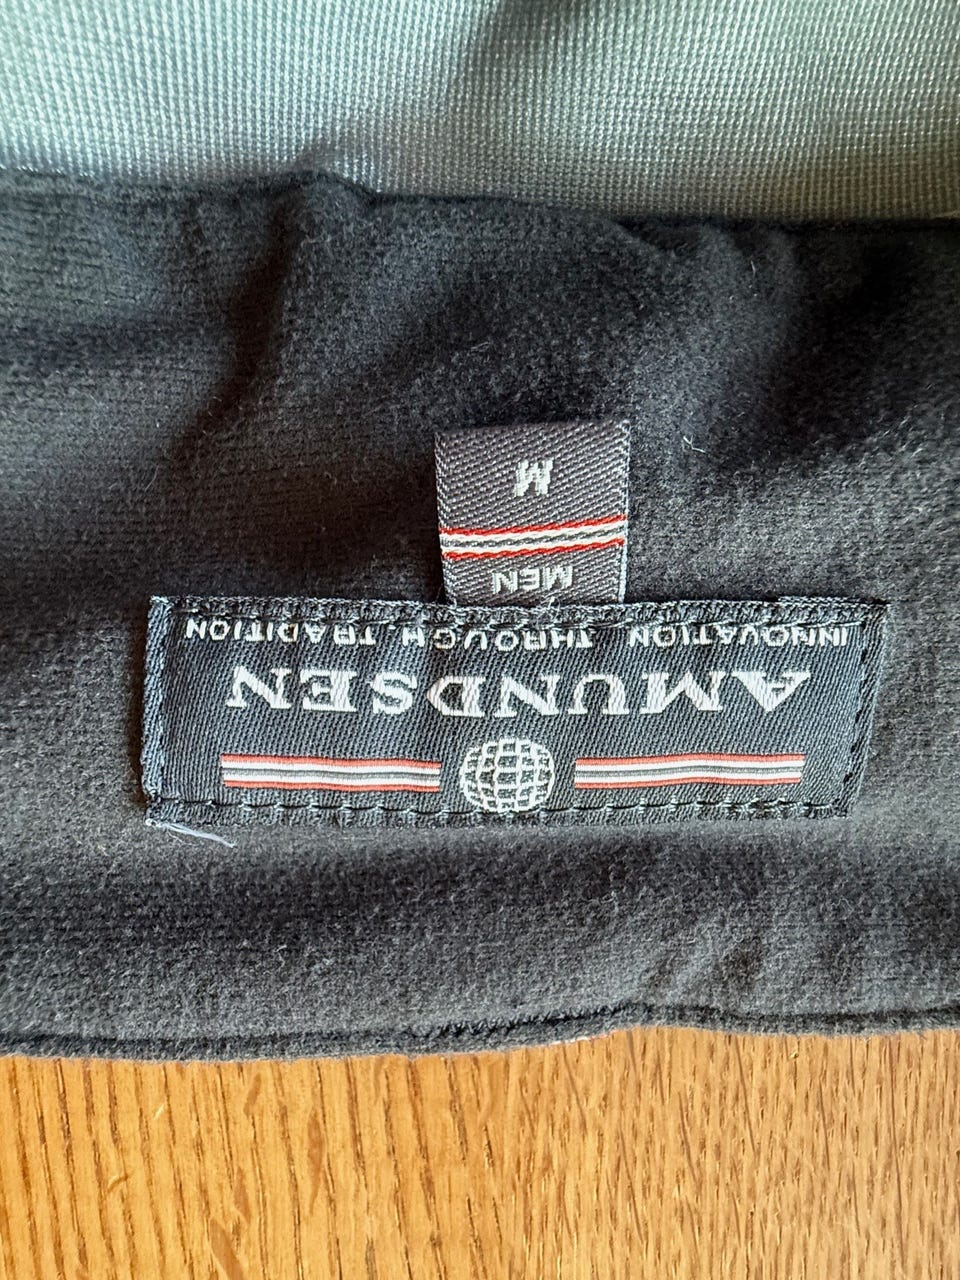 AMUNDSEN
INNOVATION THROUGH TRADITION
MEN
M